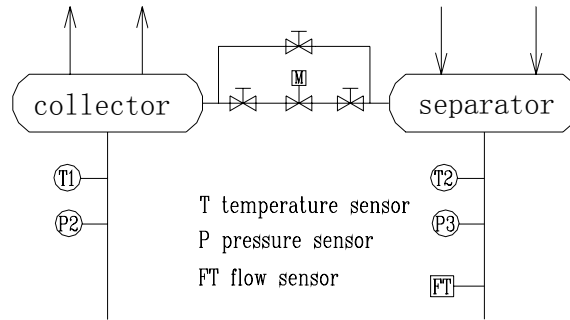 M
collector
separator
T1
T2
P2
P3
T temperature sensor
P pressure sensor
FT flow sensor
FT